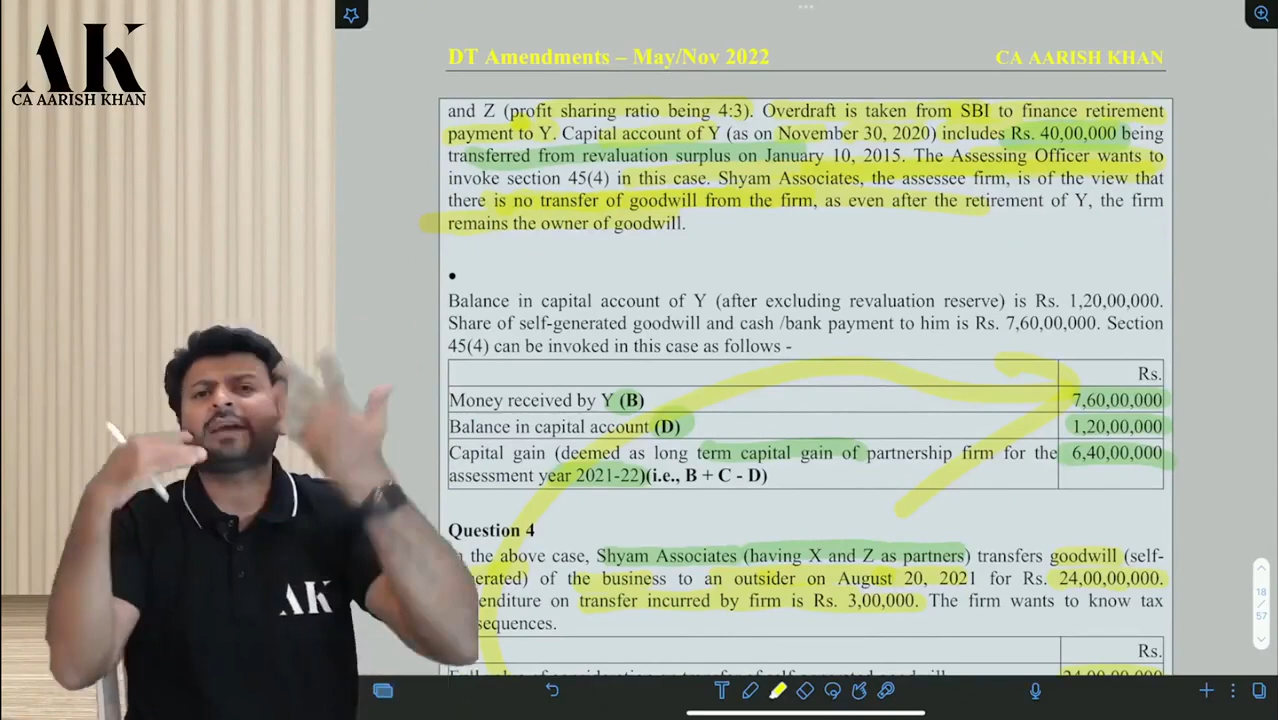 AK
CA AARISH KHAN
DT Amendments – May/Nov 2022
CA AARISH KHAN
and Z (profit sharing ratio being 4:3). Overdraft is taken from SBI to finance retirement
payment to Y. Capital account of Y (as on November 30, 2020) includes Rs. 40,00,000 being
transferred from revaluation surplus on January 10, 2015. The Assessing Officer wants to
invoke section 45(4) in this case. Shyam Associates, the assessee firm, is of the view that
there is no transfer of goodwill from the firm, as even after the retirement of Y, the firm
remains the owner of goodwill.
Balance in capital account of Y (after excluding revaluation reserve) is Rs. 1,20,00,000.
Share of self-generated goodwill and cash /bank payment to him is Rs. 7,60,00,000. Section
45(4) can be invoked in this case as follows -
Rs.
Money received by Y (B) 7,60,00,000
Balance in capital account (D) 1,20,00,000
Capital gain (deemed as long term capital gain of partnership firm for the 6,40,00,000
assessment year 2021-22)(i.e., B + C - D)
Question 4
the above case, Shyam Associates (having X and Z as partners) transfers goodwill (self-
erated) of the business to an outsider on August 20, 2021 for Rs. 24,00,00,000.
enditure on transfer incurred by firm is Rs. 3,00,000. The firm wants to know tax
sequences.
Rs.
AK
18
/
57